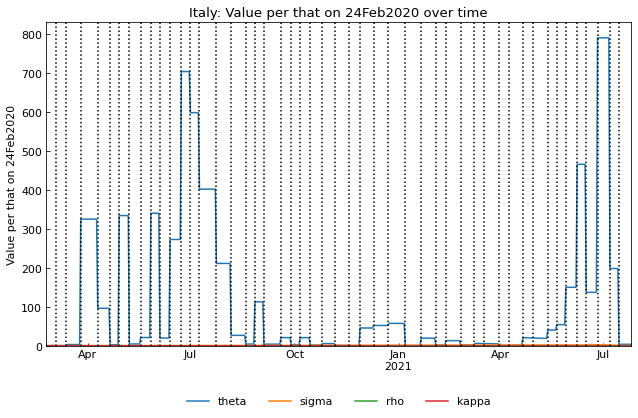 Italy: Value per that on 24Feb2020 over time
Value per that on 24Feb2020
800
700
600
500
400
300
200
100
0
Apr Jul Oct Jan Apr Jul
2021
theta sigma rho kappa